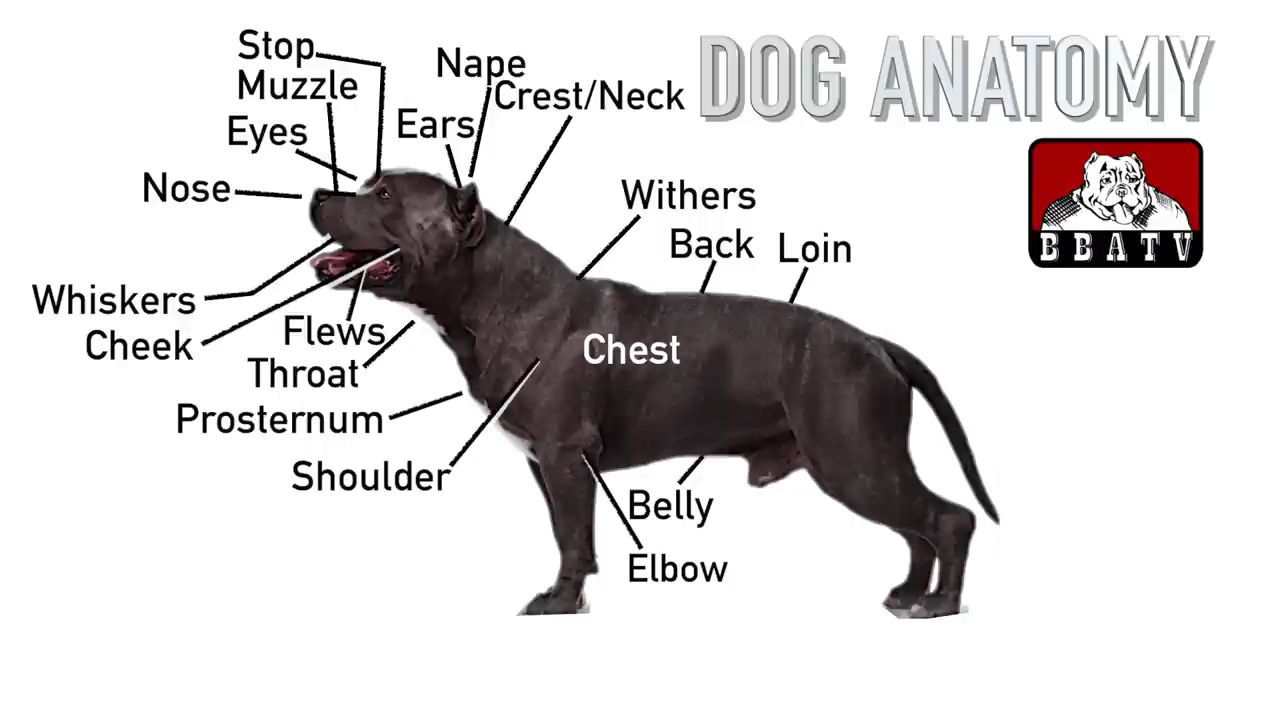 DOG ANATOMY
BBATV
Stop
Muzzle
Eyes
Nose
Nape
Crest/Neck
Ears
Withers
Back
Loin
Whiskers
Cheek
Flews
Throat
Prosternum
Shoulder
Chest
Belly
Elbow